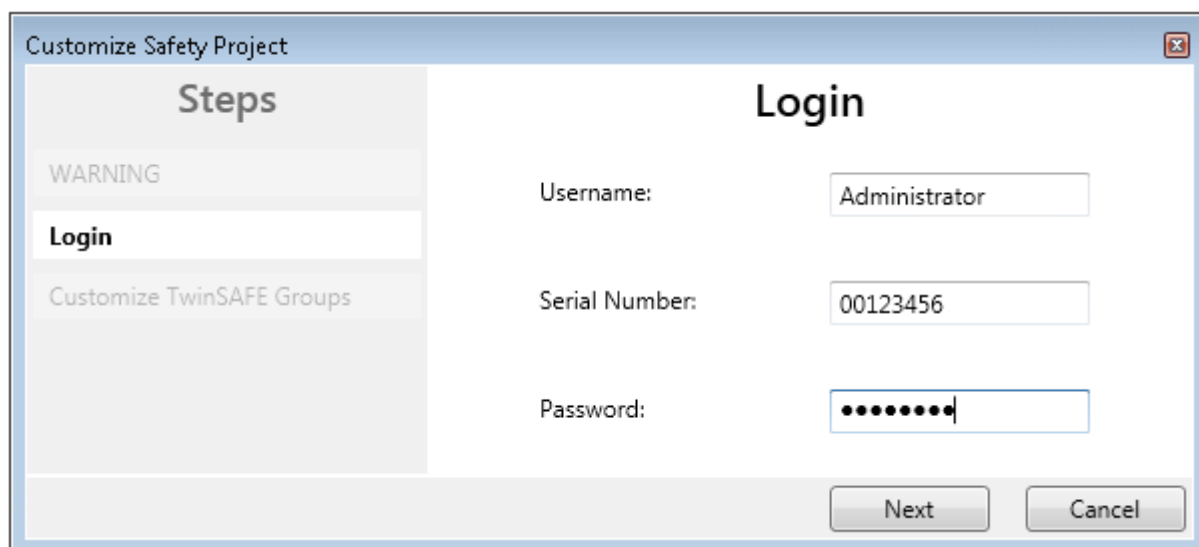 Customize Safety Project
Steps
WARNING
Login
Customize TwinSAFE Groups
Login
Username: Administrator
Serial Number: 00123456
Password: ●●●●●●●●
Next Cancel